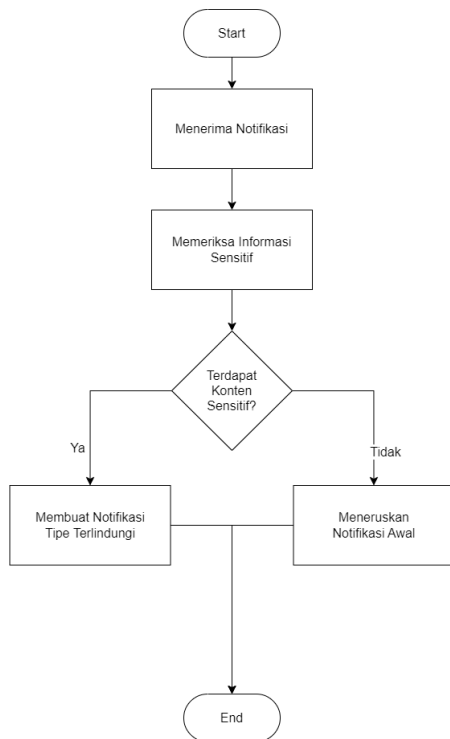 Start
Menerima Notifikasi
Memeriksa Informasi
Sensitif
Terdapat
Konten
Sensitif?
Ya
Tidak
Membuat Notifikasi
Tipe Terlindungi
Meneruskan
Notifikasi Awal
End